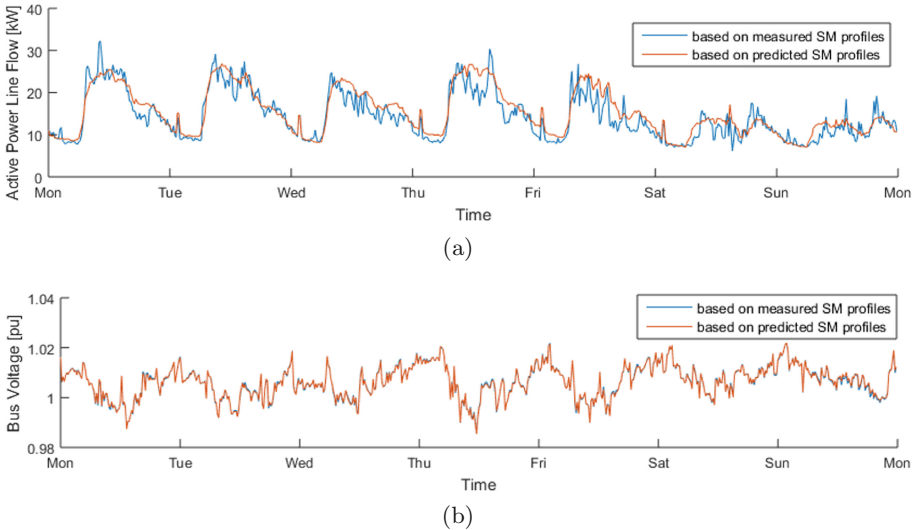 Active Power Line Flow [kW]
40
30
20
10
0
based on measured SM profiles
based on predicted SM profiles
Mon Tue Wed Thu Fri Sat Sun Mon
Time
(a)
Bus Voltage [pu]
1.04
1.02
1
0.98
based on measured SM profiles
based on predicted SM profiles
Mon Tue Wed Thu Fri Sat Sun Mon
Time
(b)